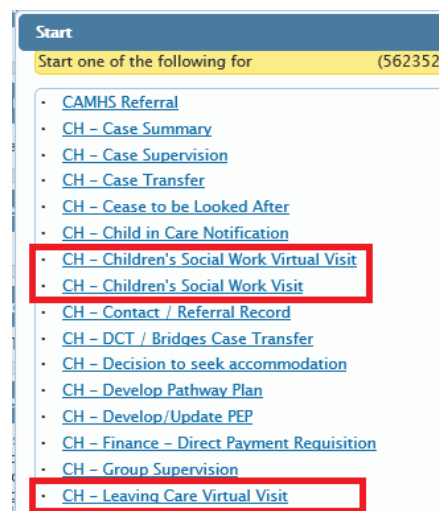 Start
Start one of the following for (562352
CAMHS Referral
CH – Case Summary
CH – Case Supervision
CH – Case Transfer
CH – Cease to be Looked After
CH – Child in Care Notification
CH – Children's Social Work Virtual Visit
CH – Children's Social Work Visit
CH – Contact / Referral Record
CH – DCT / Bridges Case Transfer
CH – Decision to seek accommodation
CH – Develop Pathway Plan
CH – Develop/Update PEP
CH – Finance – Direct Payment Requisition
CH – Group Supervision
CH – Leaving Care Virtual Visit